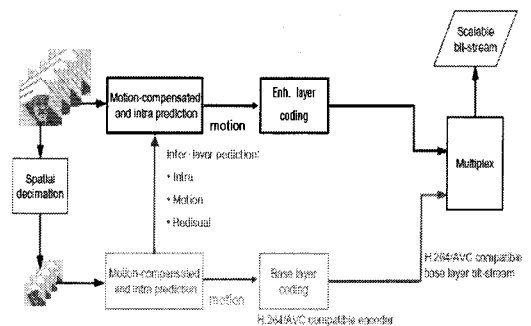 Scalable
bit-stream
Motion-compensated
and intra prediction
motion
Enh. layer
coding
Multiplex
Inter-layer pediction:
• Intra
• Motion
• Redisual
Spatial
decimation
Motion-compensated
and intra prediction
motion
Base layer
coding
H.264/AVC compatible
base layer bit-stream
H.264/AVC compatible encoder